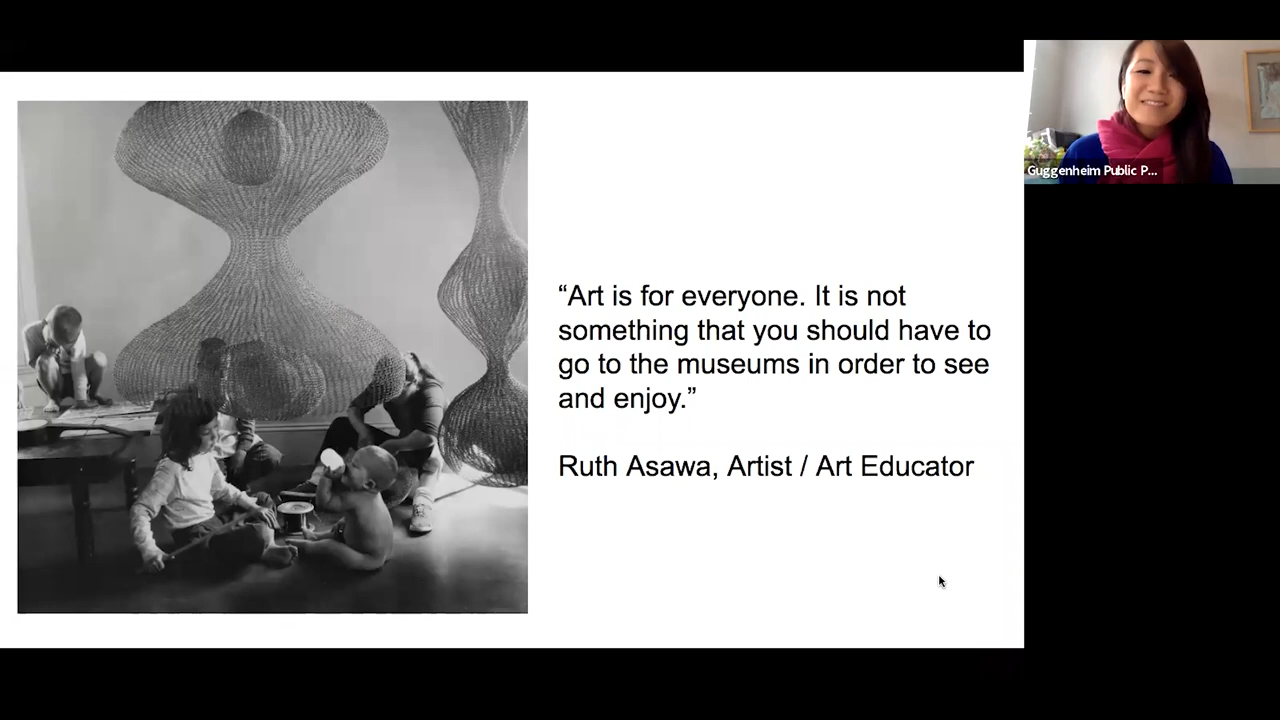 “Art is for everyone. It is not
something that you should have to
go to the museums in order to see
and enjoy.”
Ruth Asawa, Artist / Art Educator
Guggenheim Public P...